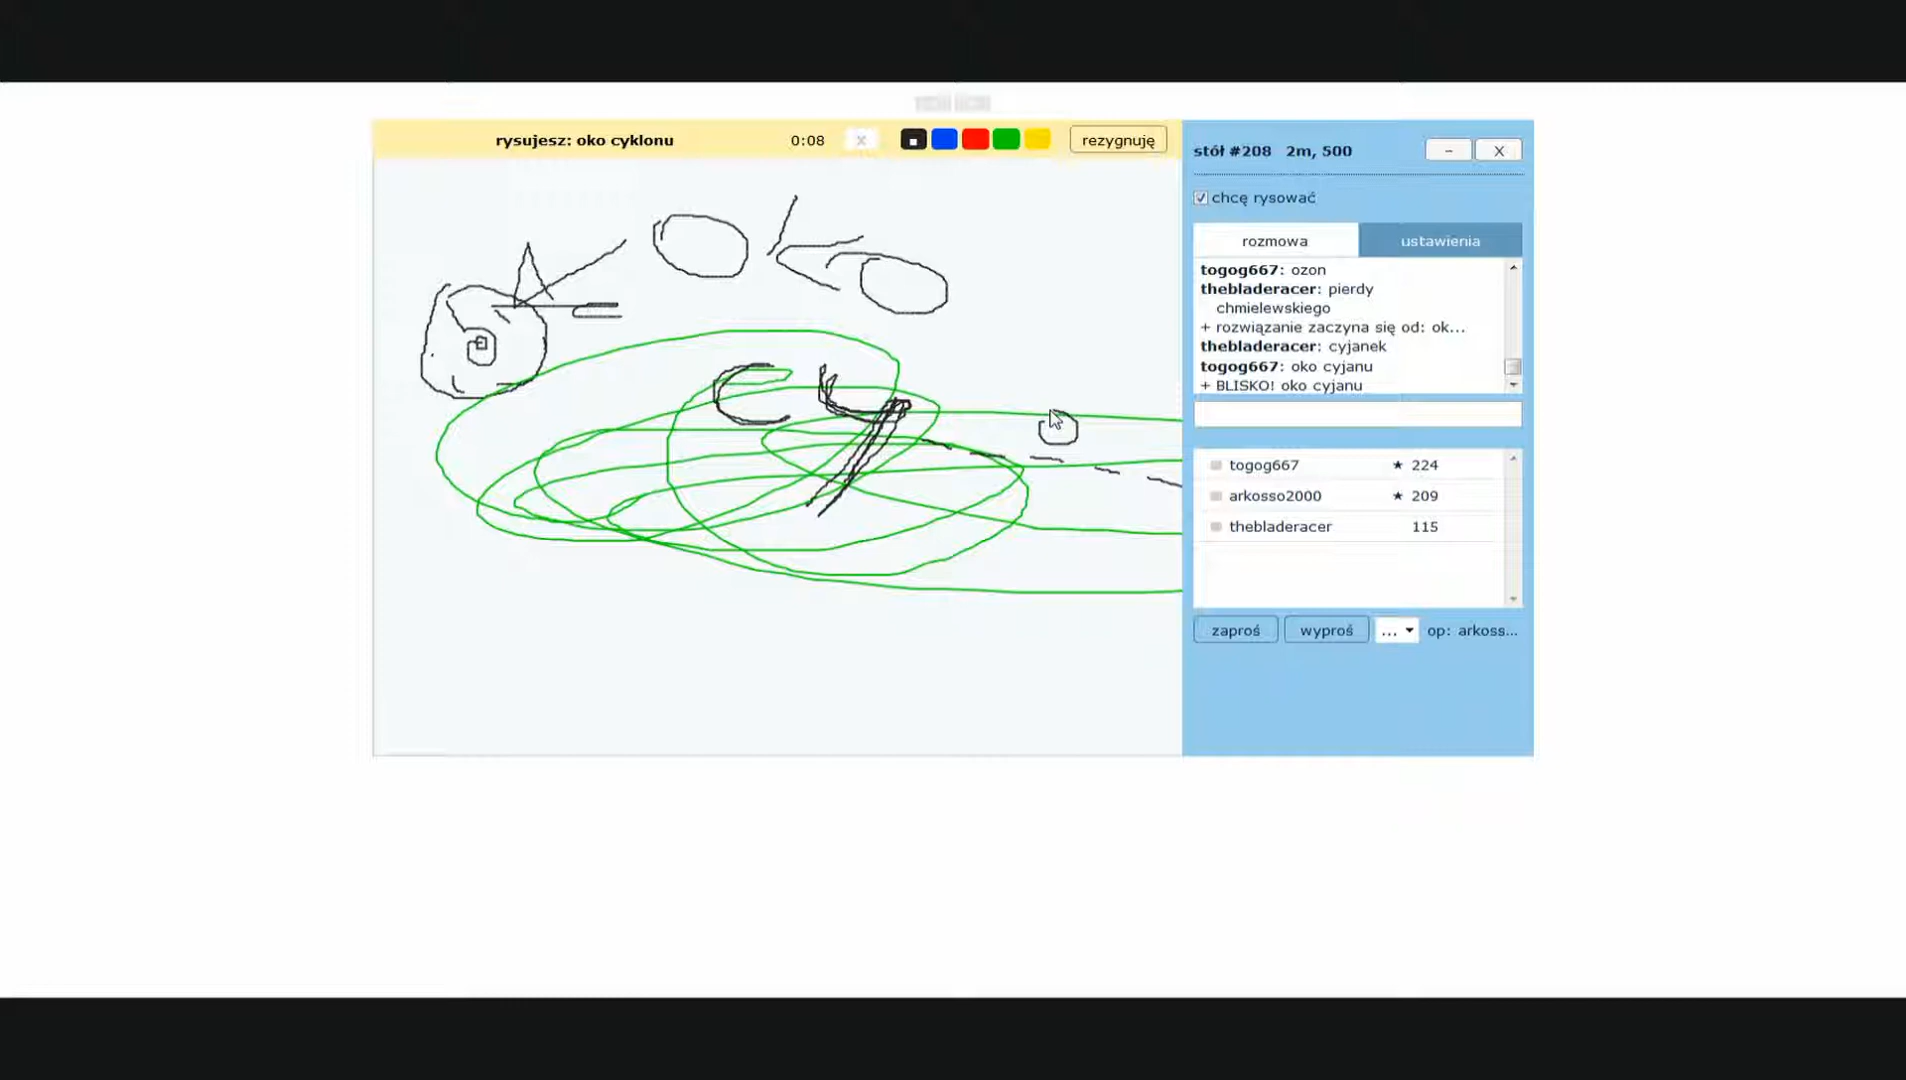 rysujesz: oko cyklonu
0:08
x
rezygnuję
OKO
CY
stół #208 2m, 500
–
X
chcę rysować
rozmowa
ustawienia
togog667: ozon
thebladeracer: pierdy
chmielewskiego
+ rozwiązanie zaczyna się od: ok...
thebladeracer: cyjanek
togog667: oko cyjanu
+ BLISKO! oko cyjanu
togog667 ★ 224
arkosso2000 ★ 209
thebladeracer 115
zaproś
wyproś
...
op: arkoss...